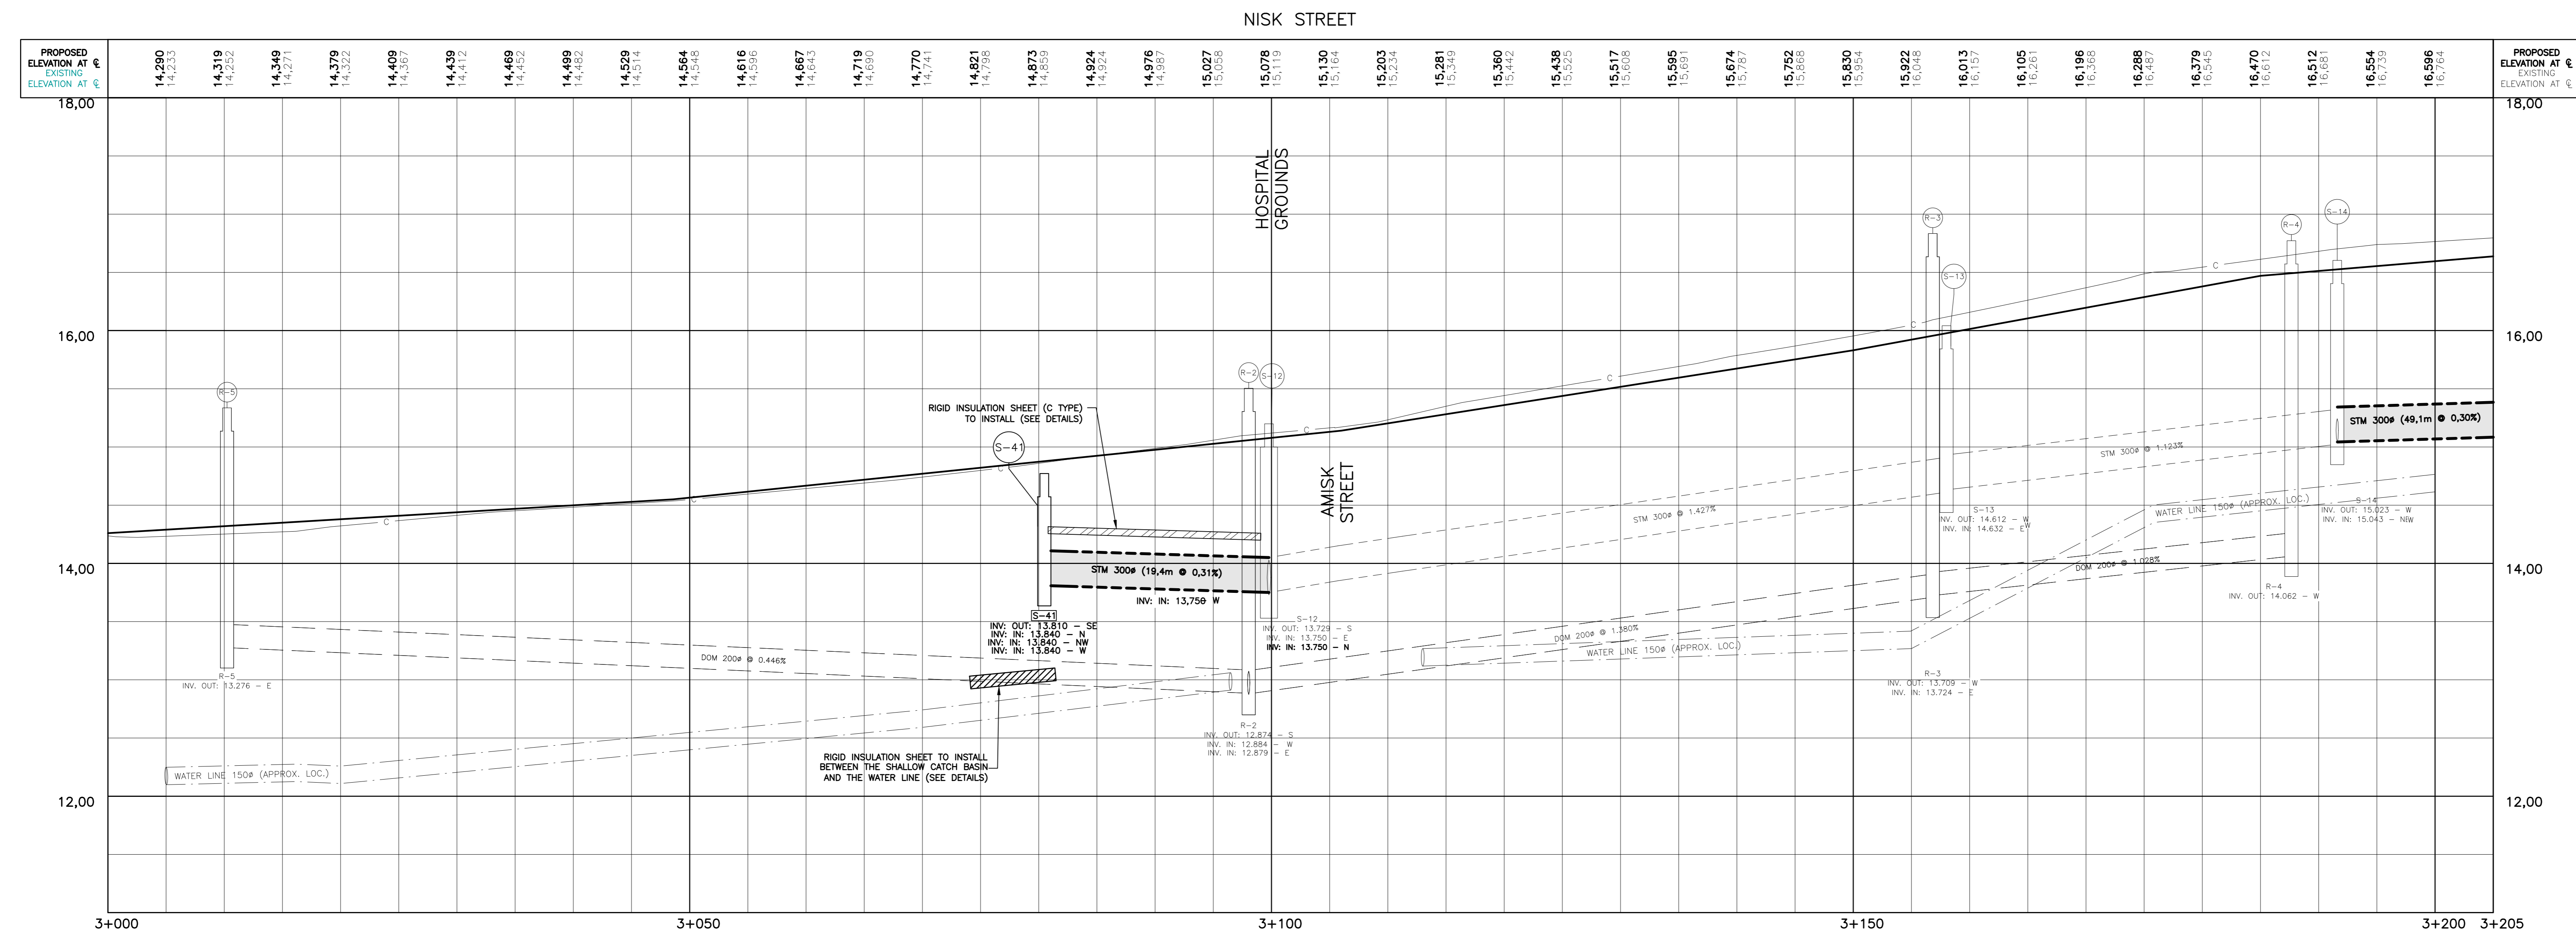 NISK STREET
PROPOSED
ELEVATION AT ℄
EXISTING
ELEVATION AT ℄
14,290
14,233
14,319
14,252
14,349
14,271
14,379
14,322
14,409
14,367
14,439
14,412
14,469
14,452
14,499
14,482
14,529
14,514
14,564
14,548
14,616
14,596
14,667
14,643
14,719
14,690
14,770
14,741
14,821
14,798
14,873
14,859
14,924
14,924
14,976
14,987
15,027
15,058
15,078
15,119
15,130
15,164
15,203
15,234
15,281
15,349
15,360
15,442
15,438
15,525
15,517
15,608
15,595
15,691
15,674
15,787
15,752
15,868
15,830
15,954
15,922
16,048
16,013
16,157
16,105
16,261
16,196
16,368
16,288
16,487
16,379
16,545
16,470
16,612
16,512
16,681
16,554
16,739
16,596
16,764
PROPOSED
ELEVATION AT ℄
EXISTING
ELEVATION AT ℄
18,00
18,00
HOSPITAL
GROUNDS
R-3
S-14
R-4
C
S-13
C
16,00
16,00
R-2
S-12
C
R-5
RIGID INSULATION SHEET (C TYPE)
TO INSTALL (SEE DETAILS)
STM 300ø (49,1m @ 0,30%)
C
S-41
STM 300ø @ 1.123%
C
AMISK
STREET
C
C
WATER LINE 150ø (APPROX. LOC.)
S-14
INV. OUT: 15.023 - W
INV. IN: 15.043 - NW
STM 300ø @ 1.427%
S-13
INV. OUT: 14.612 - W
INV. IN: 14.632 - E
W
14,00
14,00
STM 300ø (19,4m @ 0,31%)
DOM 200ø @ 1.028%
R-4
INV. OUT: 14.062 - W
INV: IN: 13,750 W
S-41
INV: OUT: 13.810 - SE
INV: IN: 13.840 - N
INV: IN: 13.840 - NW
INV: IN: 13.840 - W
S-12
INV. OUT: 13.729 - S
INV. IN: 13.750 - E
INV: IN: 13.750 - N
DOM 200ø @ 1.380%
WATER LINE 150ø (APPROX. LOC.)
DOM 200ø @ 0.446%
R-5
INV. OUT: 13.276 - E
R-3
INV. OUT: 13.709 - W
INV. IN: 13.724 - E
R-2
INV. OUT: 12.874 - S
INV. IN: 12.884 - W
INV. IN: 12.879 - E
RIGID INSULATION SHEET TO INSTALL
BETWEEN THE SHALLOW CATCH BASIN
AND THE WATER LINE (SEE DETAILS)
WATER LINE 150ø (APPROX. LOC.)
12,00
12,00
3+000
3+050
3+100
3+150
3+200
3+205